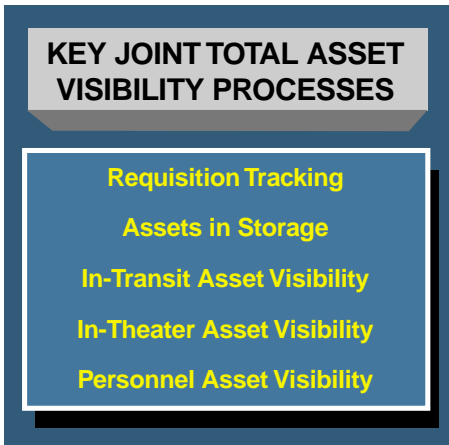 KEY JOINT TOTAL ASSET
VISIBILITY PROCESSES
Requisition Tracking
Assets in Storage
In-Transit Asset Visibility
In-Theater Asset Visibility
Personnel Asset Visibility